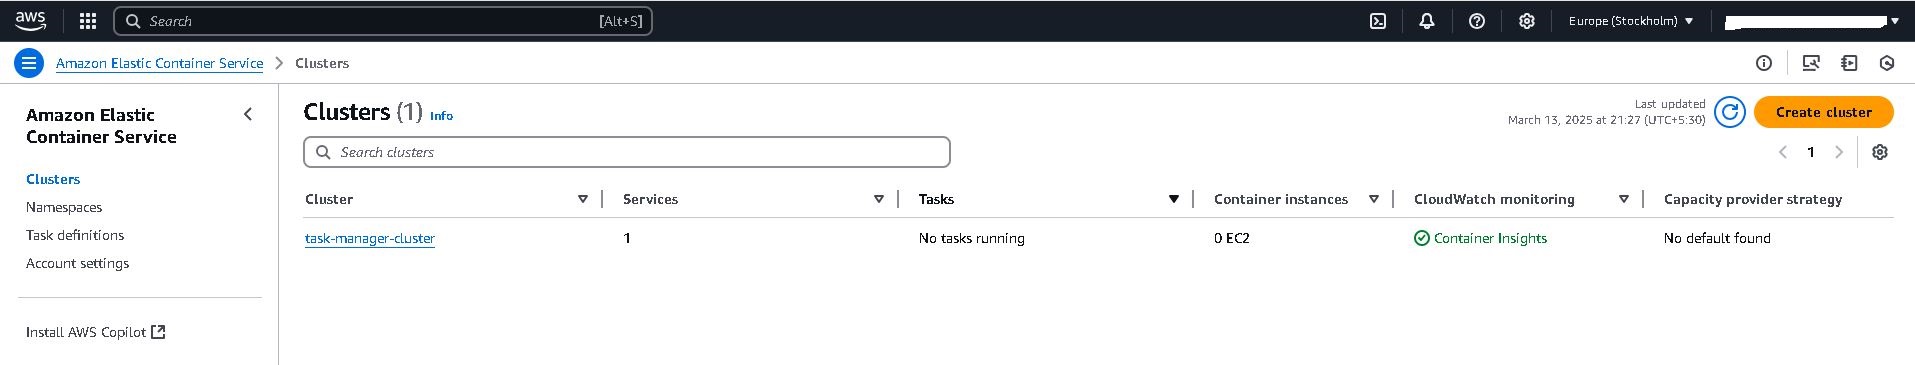 aws
Search [Alt+S]
Europe (Stockholm)
Amazon Elastic Container Service > Clusters
Amazon Elastic
Container Service
Clusters
Namespaces
Task definitions
Account settings
Install AWS Copilot
Clusters (1) Info
Last updated
March 13, 2025 at 21:27 (UTC+5:30)
Create cluster
Search clusters
1
Cluster Services Tasks Container instances CloudWatch monitoring Capacity provider strategy
task-manager-cluster 1 No tasks running 0 EC2 Container Insights No default found